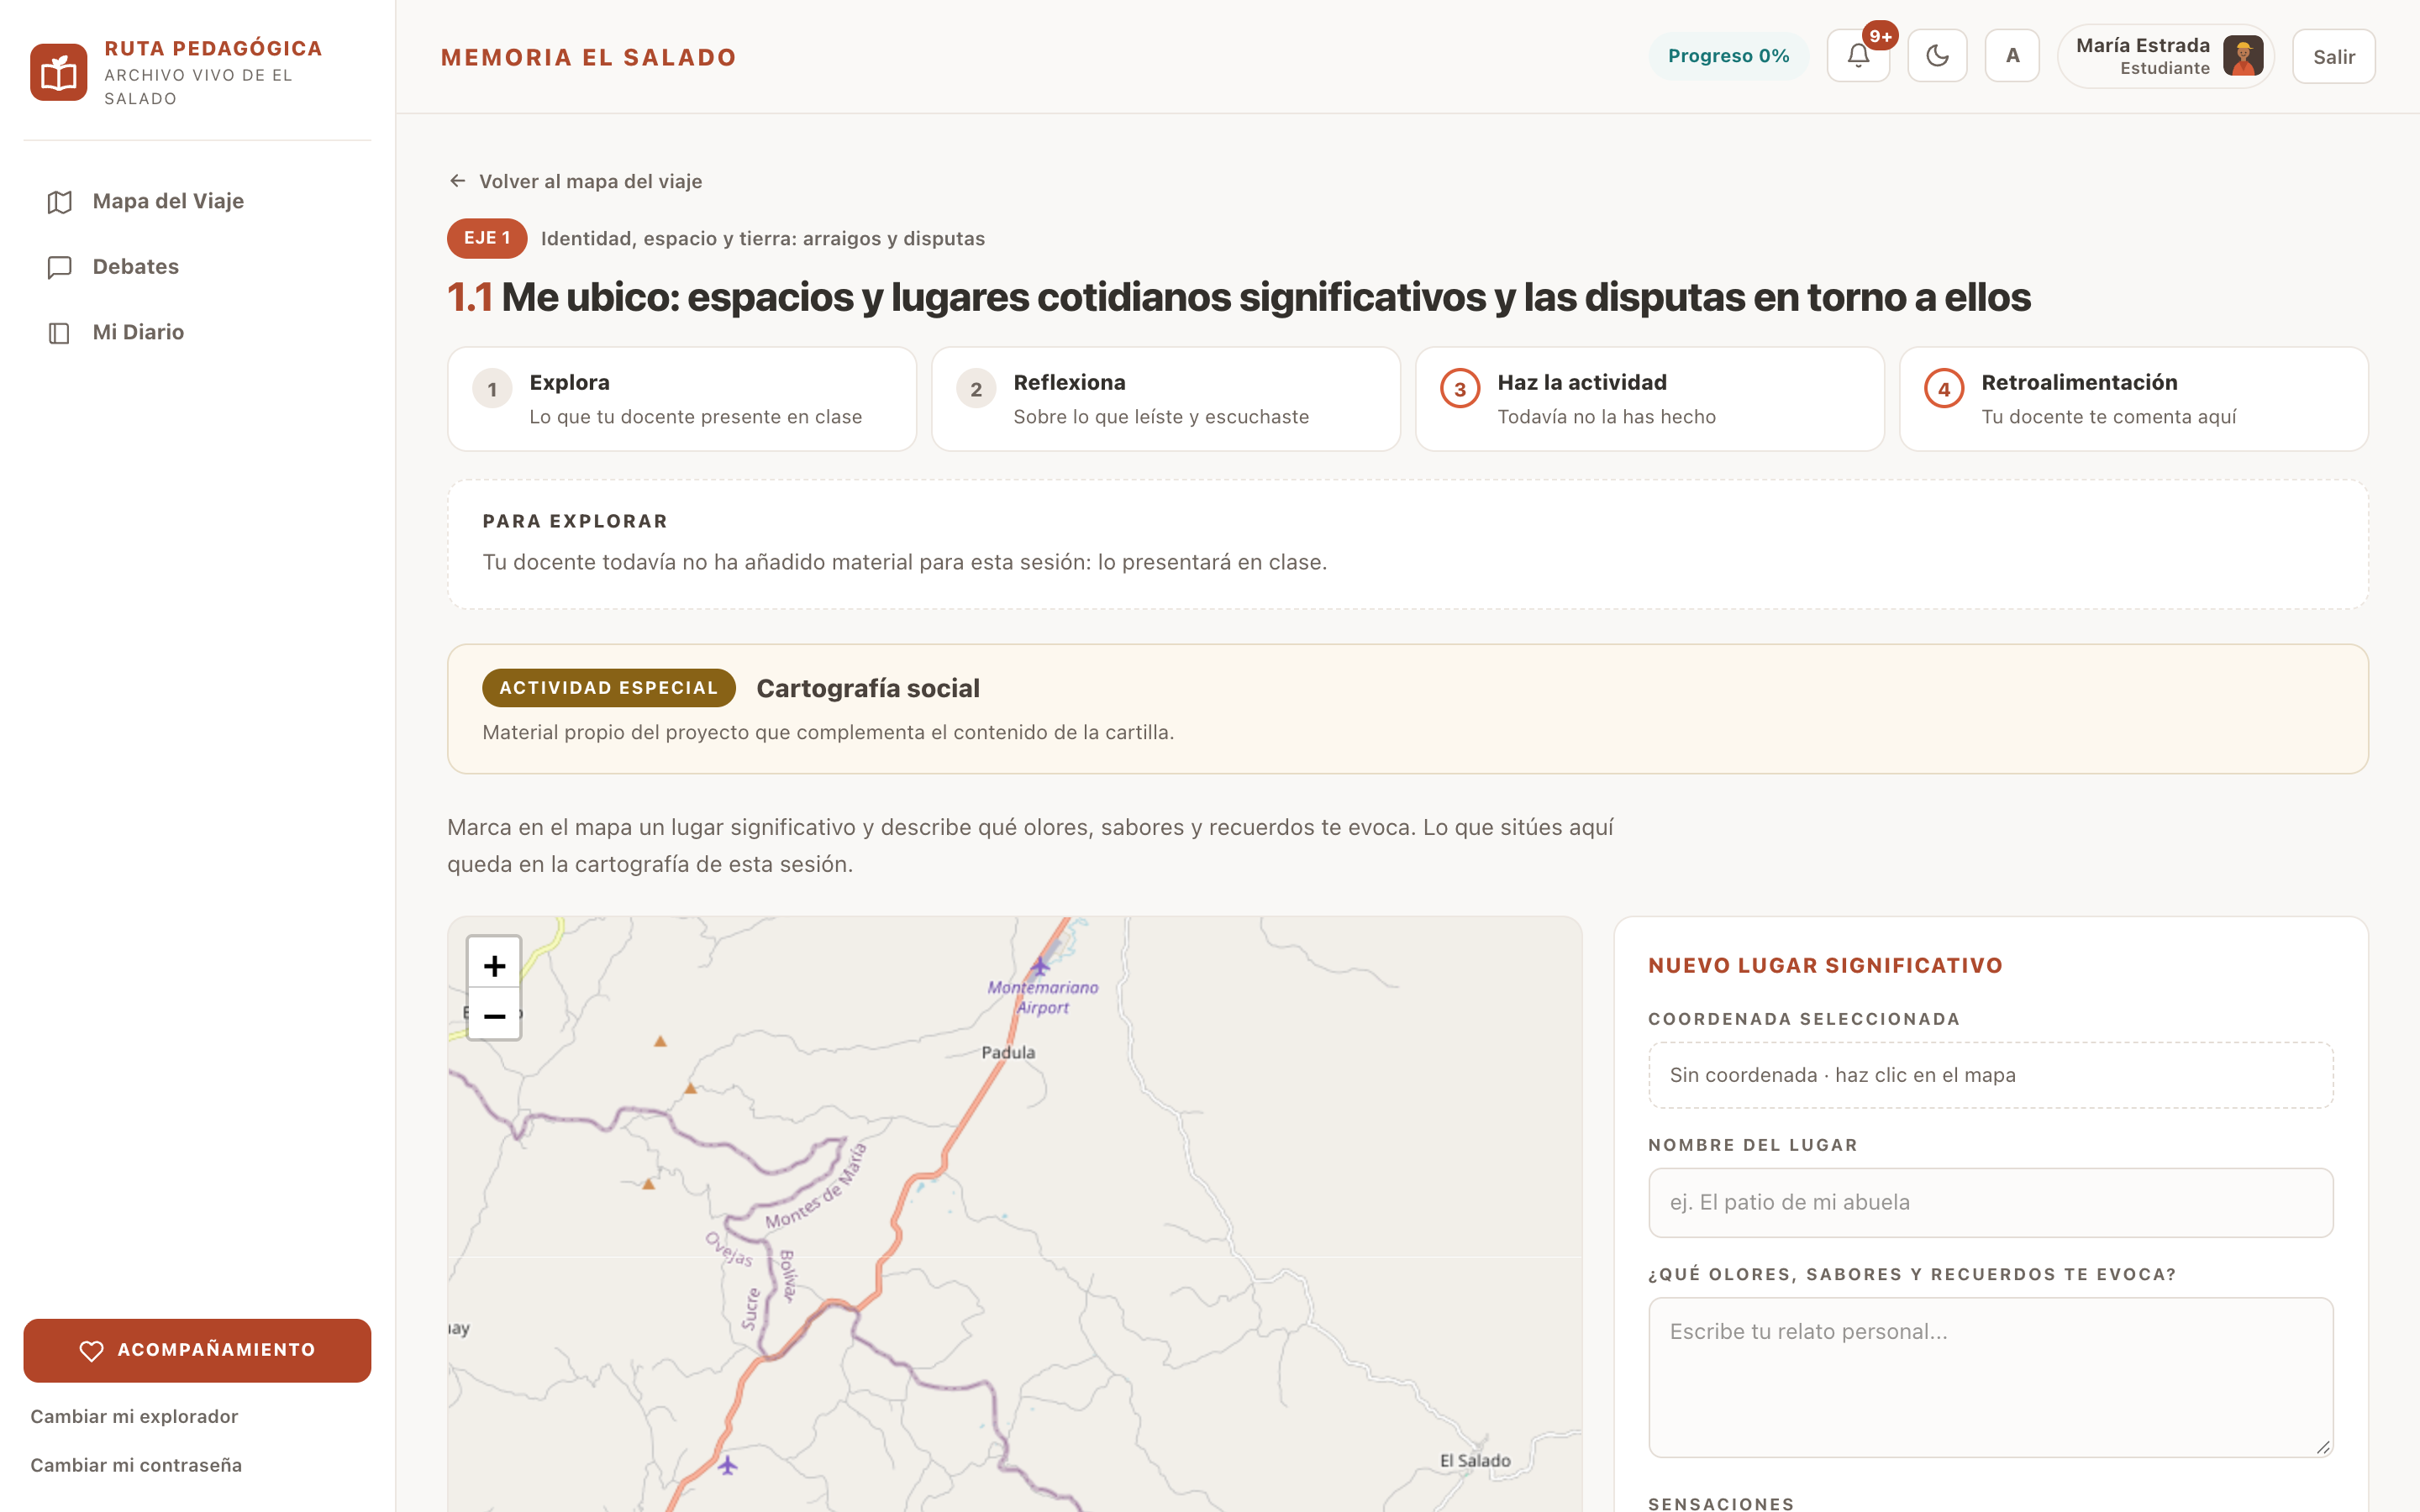 RUTA PEDAGÓGICA
ARCHIVO VIVO DE EL
SALADO
Mapa del Viaje
Debates
Mi Diario
ACOMPAÑAMIENTO
Cambiar mi explorador
Cambiar mi contraseña
MEMORIA EL SALADO
Progreso 0%
9+
A
María Estrada
Estudiante
Salir
← Volver al mapa del viaje
EJE 1 Identidad, espacio y tierra: arraigos y disputas
1.1 Me ubico: espacios y lugares cotidianos significativos y las disputas en torno a ellos
1 Explora
Lo que tu docente presente en clase
2 Reflexiona
Sobre lo que leíste y escuchaste
3 Haz la actividad
Todavía no la has hecho
4 Retroalimentación
Tu docente te comenta aquí
PARA EXPLORAR
Tu docente todavía no ha añadido material para esta sesión: lo presentará en clase.
ACTIVIDAD ESPECIAL Cartografía social
Material propio del proyecto que complementa el contenido de la cartilla.
Marca en el mapa un lugar significativo y describe qué olores, sabores y recuerdos te evoca. Lo que sitúes aquí
queda en la cartografía de esta sesión.
+
−
Montemariano
Airport
Padula
Montes de María
Ovejas
Bolívar
Sucre
El Salado
NUEVO LUGAR SIGNIFICATIVO
COORDENADA SELECCIONADA
Sin coordenada · haz clic en el mapa
NOMBRE DEL LUGAR
ej. El patio de mi abuela
¿QUÉ OLORES, SABORES Y RECUERDOS TE EVOCA?
Escribe tu relato personal...
SENSACIONES